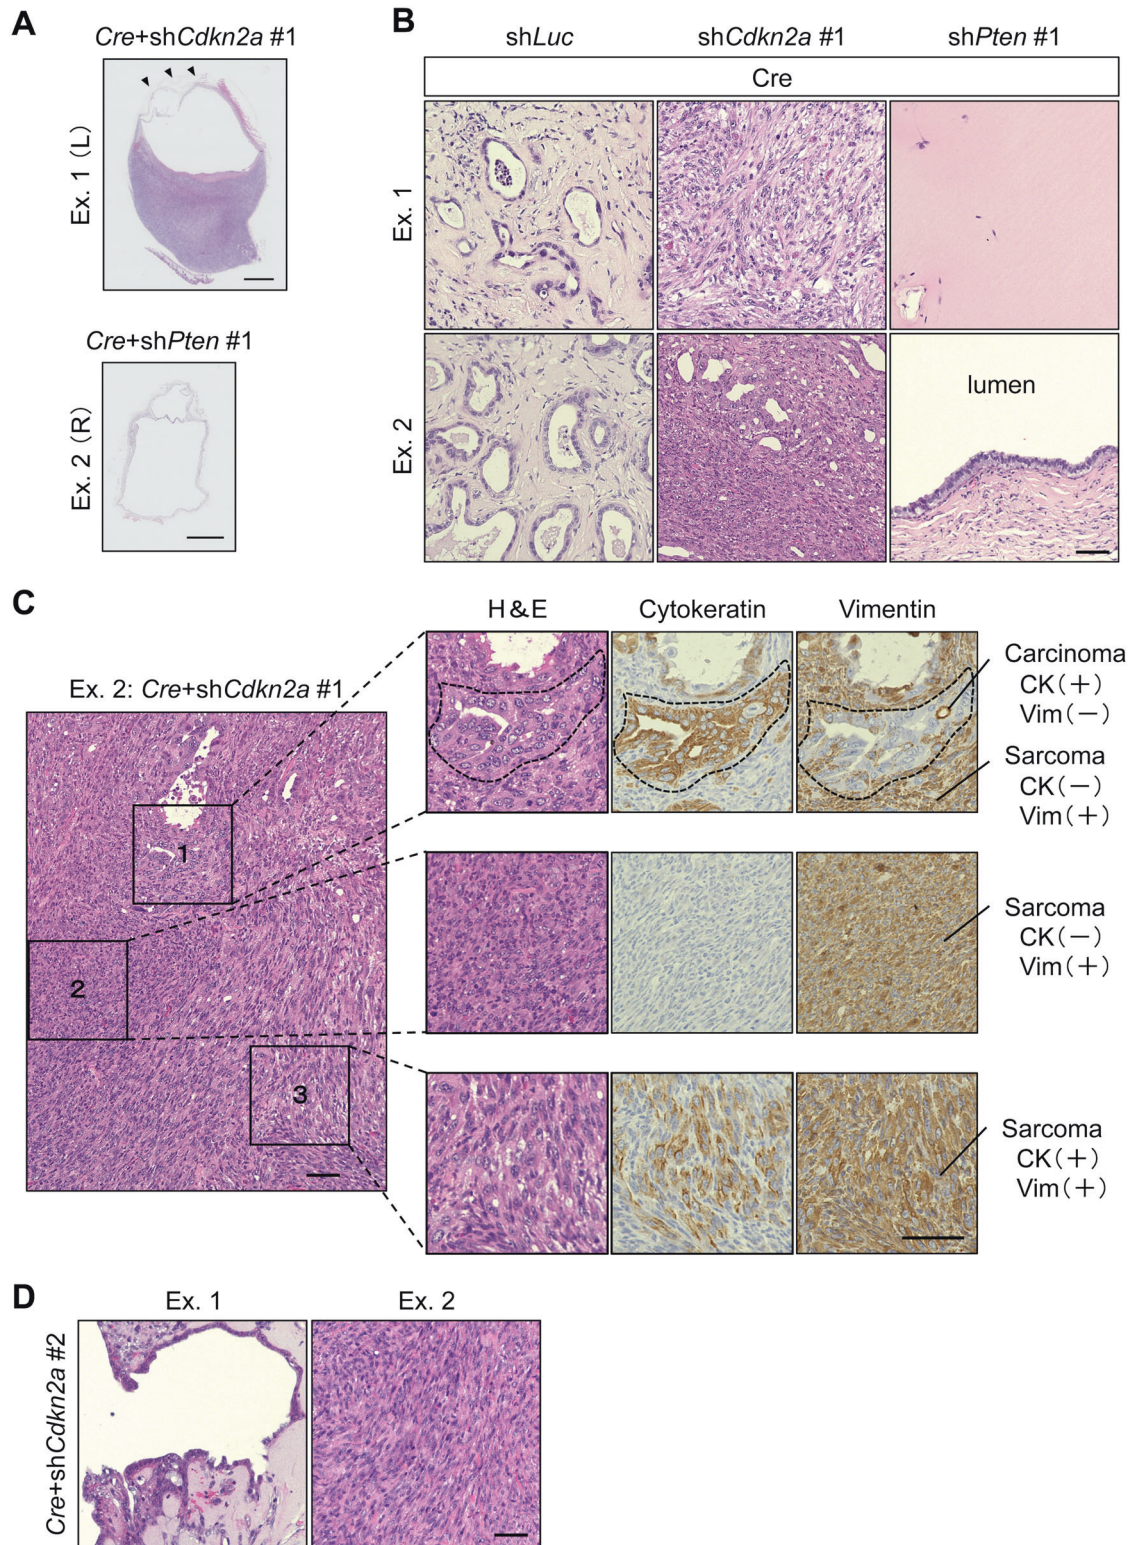 A
Cre+shCdkn2a #1
Ex. 1 (L)
Cre+shPten #1
Ex. 2 (R)
B
shLuc
shCdkn2a #1
shPten #1
Cre
Ex. 1
Ex. 2
lumen
C
Ex. 2: Cre+shCdkn2a #1
1
2
3
H&E
Cytokeratin
Vimentin
Carcinoma
CK(+)
Vim(−)
Sarcoma
CK(−)
Vim(+)
Sarcoma
CK(−)
Vim(+)
Sarcoma
CK(+)
Vim(+)
D
Ex. 1
Ex. 2
Cre+shCdkn2a #2